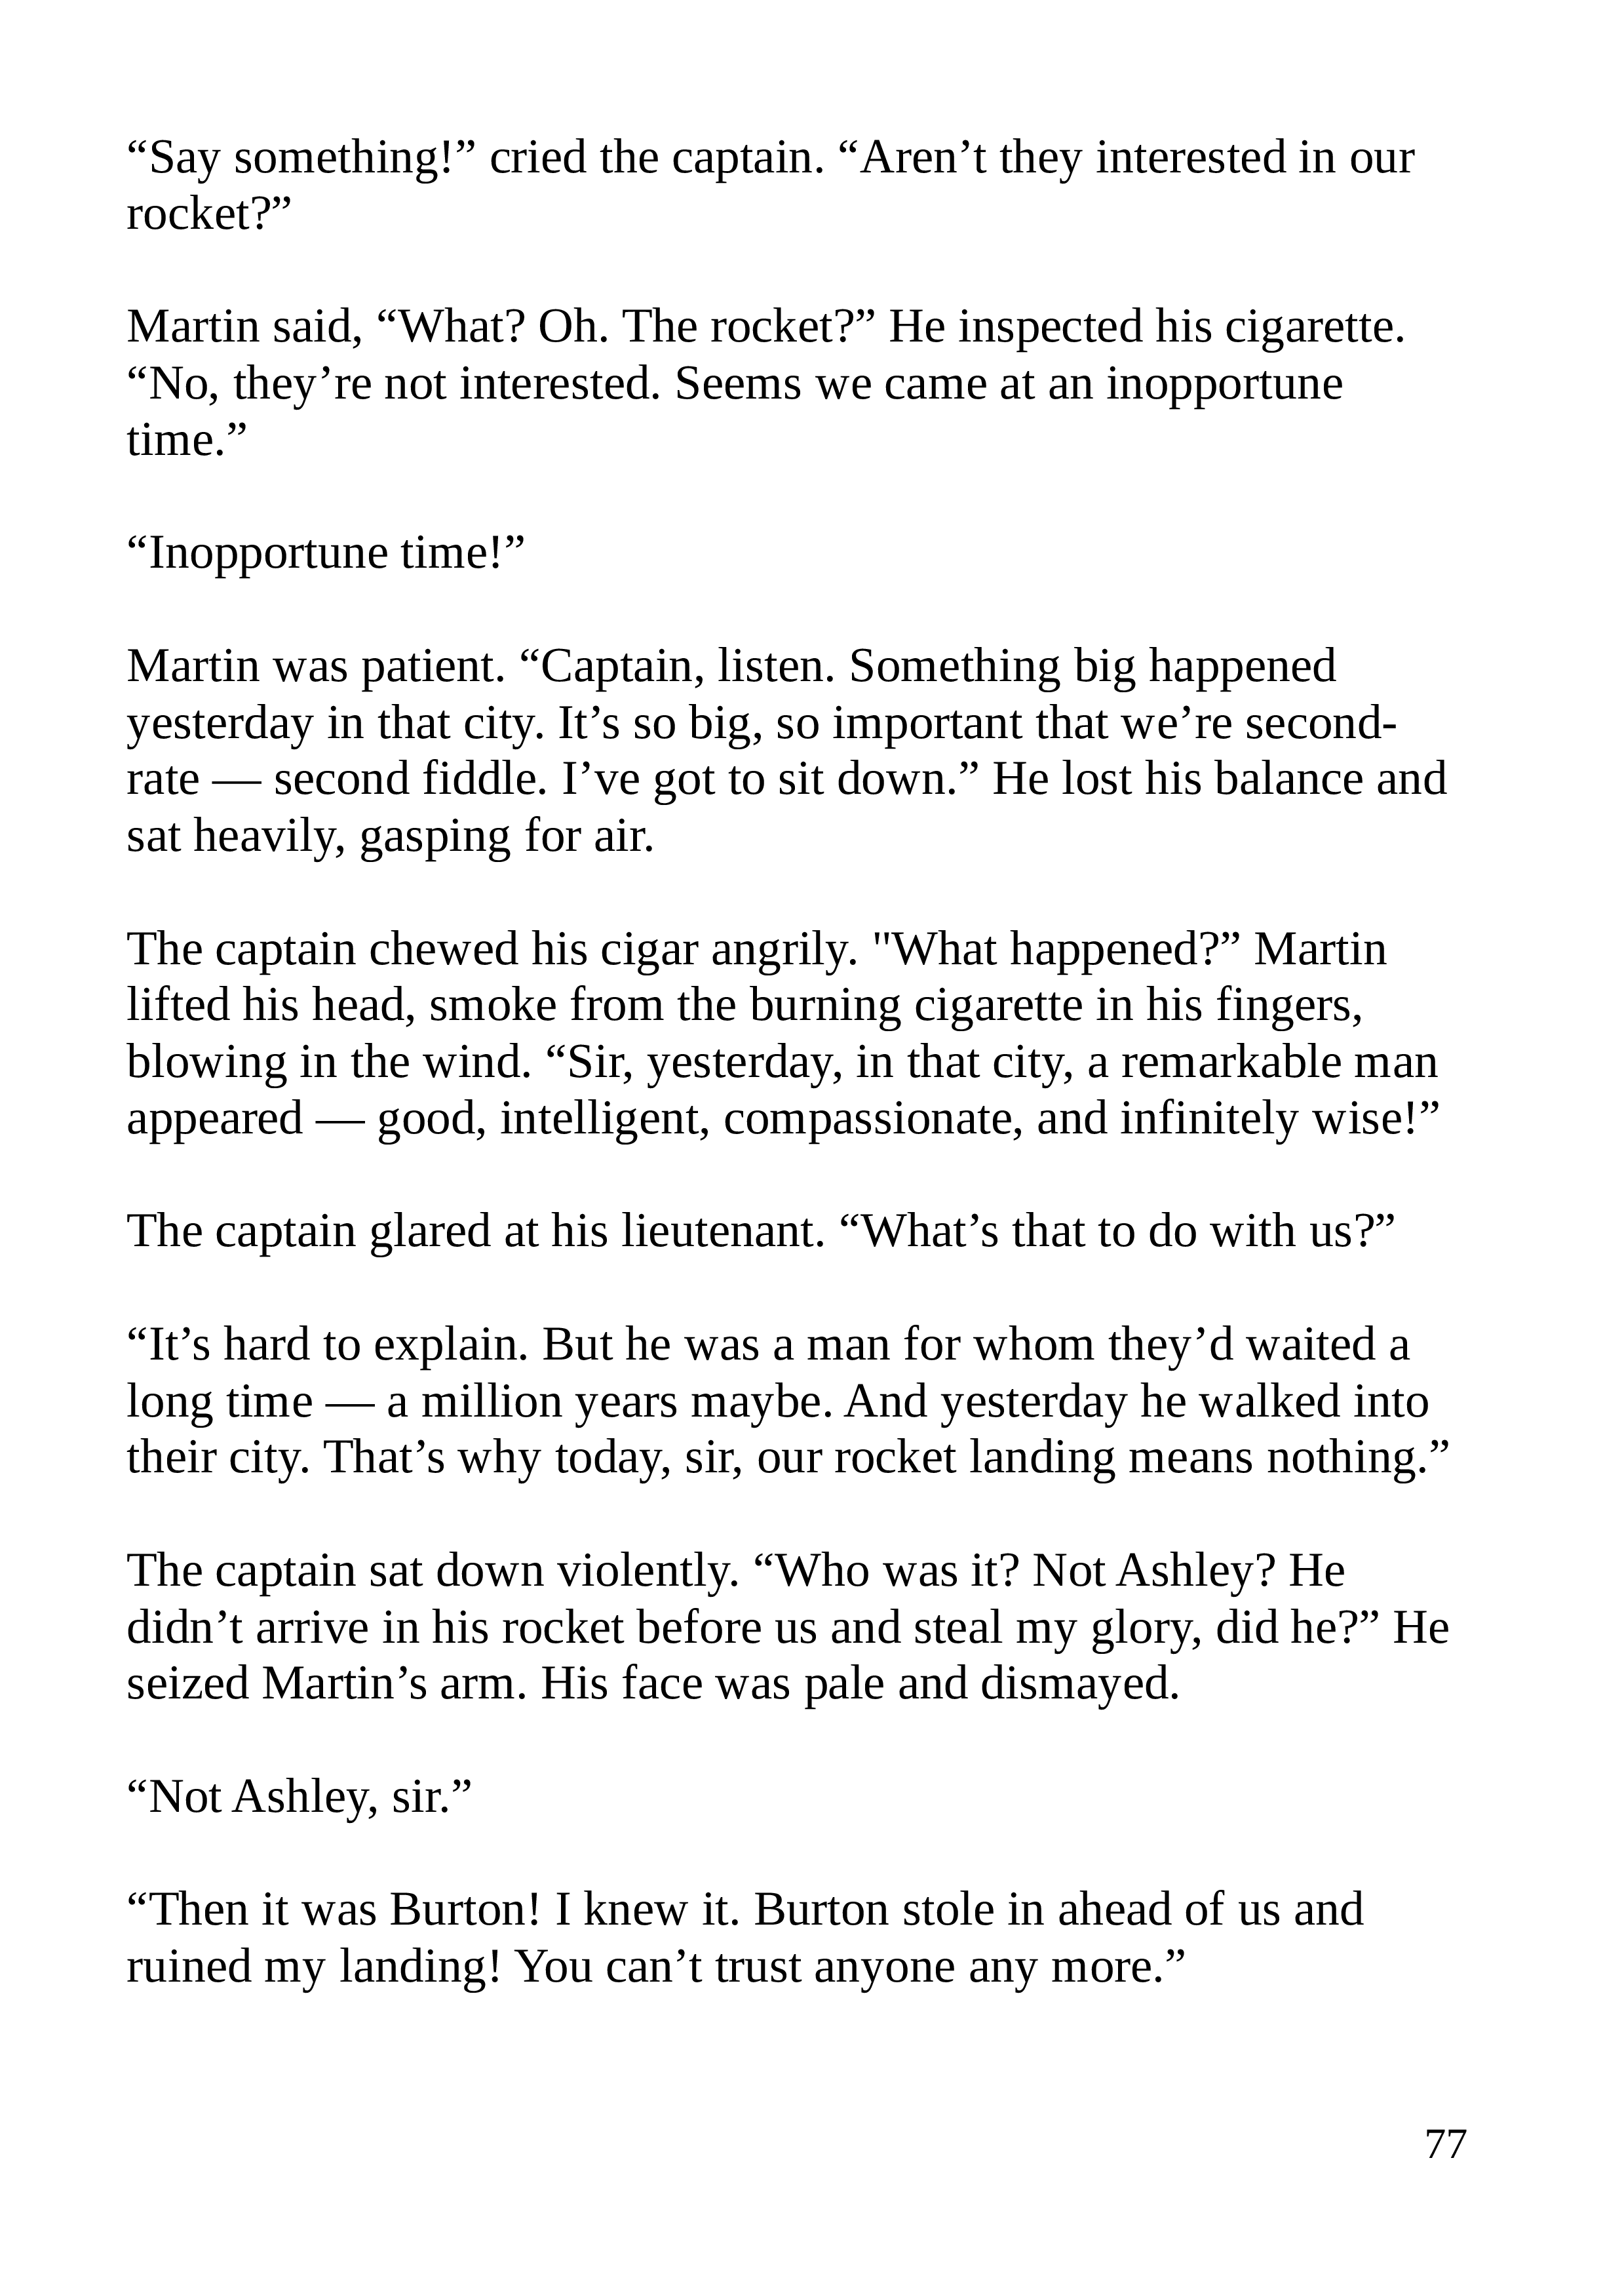 “Say something!” cried the captain. “Aren’t they interested in our
rocket?”
Martin said, “What? Oh. The rocket?” He inspected his cigarette.
“No, they’re not interested. Seems we came at an inopportune
time.”
“Inopportune time!”
Martin was patient. “Captain, listen. Something big happened
yesterday in that city. It’s so big, so important that we’re second-
rate — second fiddle. I’ve got to sit down.” He lost his balance and
sat heavily, gasping for air.
The captain chewed his cigar angrily. "What happened?” Martin
lifted his head, smoke from the burning cigarette in his fingers,
blowing in the wind. “Sir, yesterday, in that city, a remarkable man
appeared — good, intelligent, compassionate, and infinitely wise!”
The captain glared at his lieutenant. “What’s that to do with us?”
“It’s hard to explain. But he was a man for whom they’d waited a
long time — a million years maybe. And yesterday he walked into
their city. That’s why today, sir, our rocket landing means nothing.”
The captain sat down violently. “Who was it? Not Ashley? He
didn’t arrive in his rocket before us and steal my glory, did he?” He
seized Martin’s arm. His face was pale and dismayed.
“Not Ashley, sir.”
“Then it was Burton! I knew it. Burton stole in ahead of us and
ruined my landing! You can’t trust anyone any more.”
77